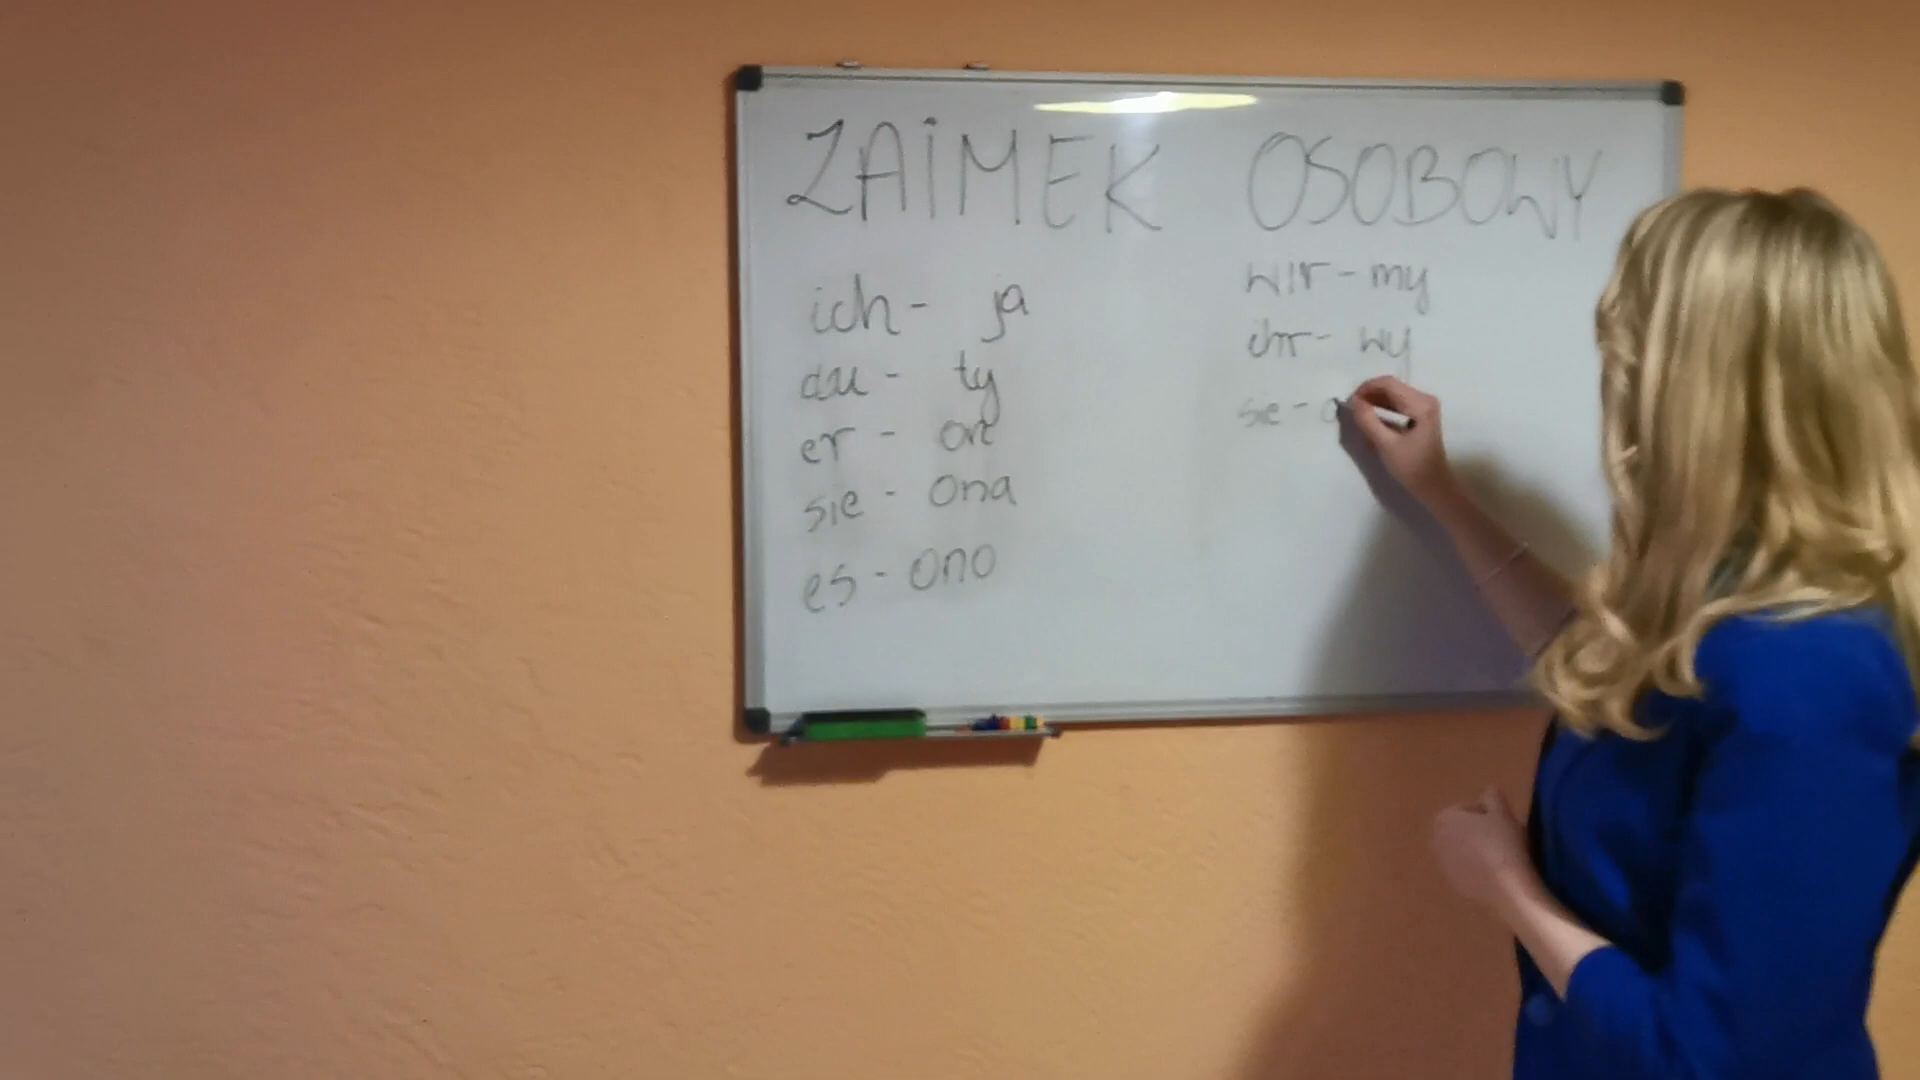 ZAIMEK OSOBOWY
ich - ja
du - ty
er - on
sie - ona
es - ono
wir - my
ihr - wy
sie -